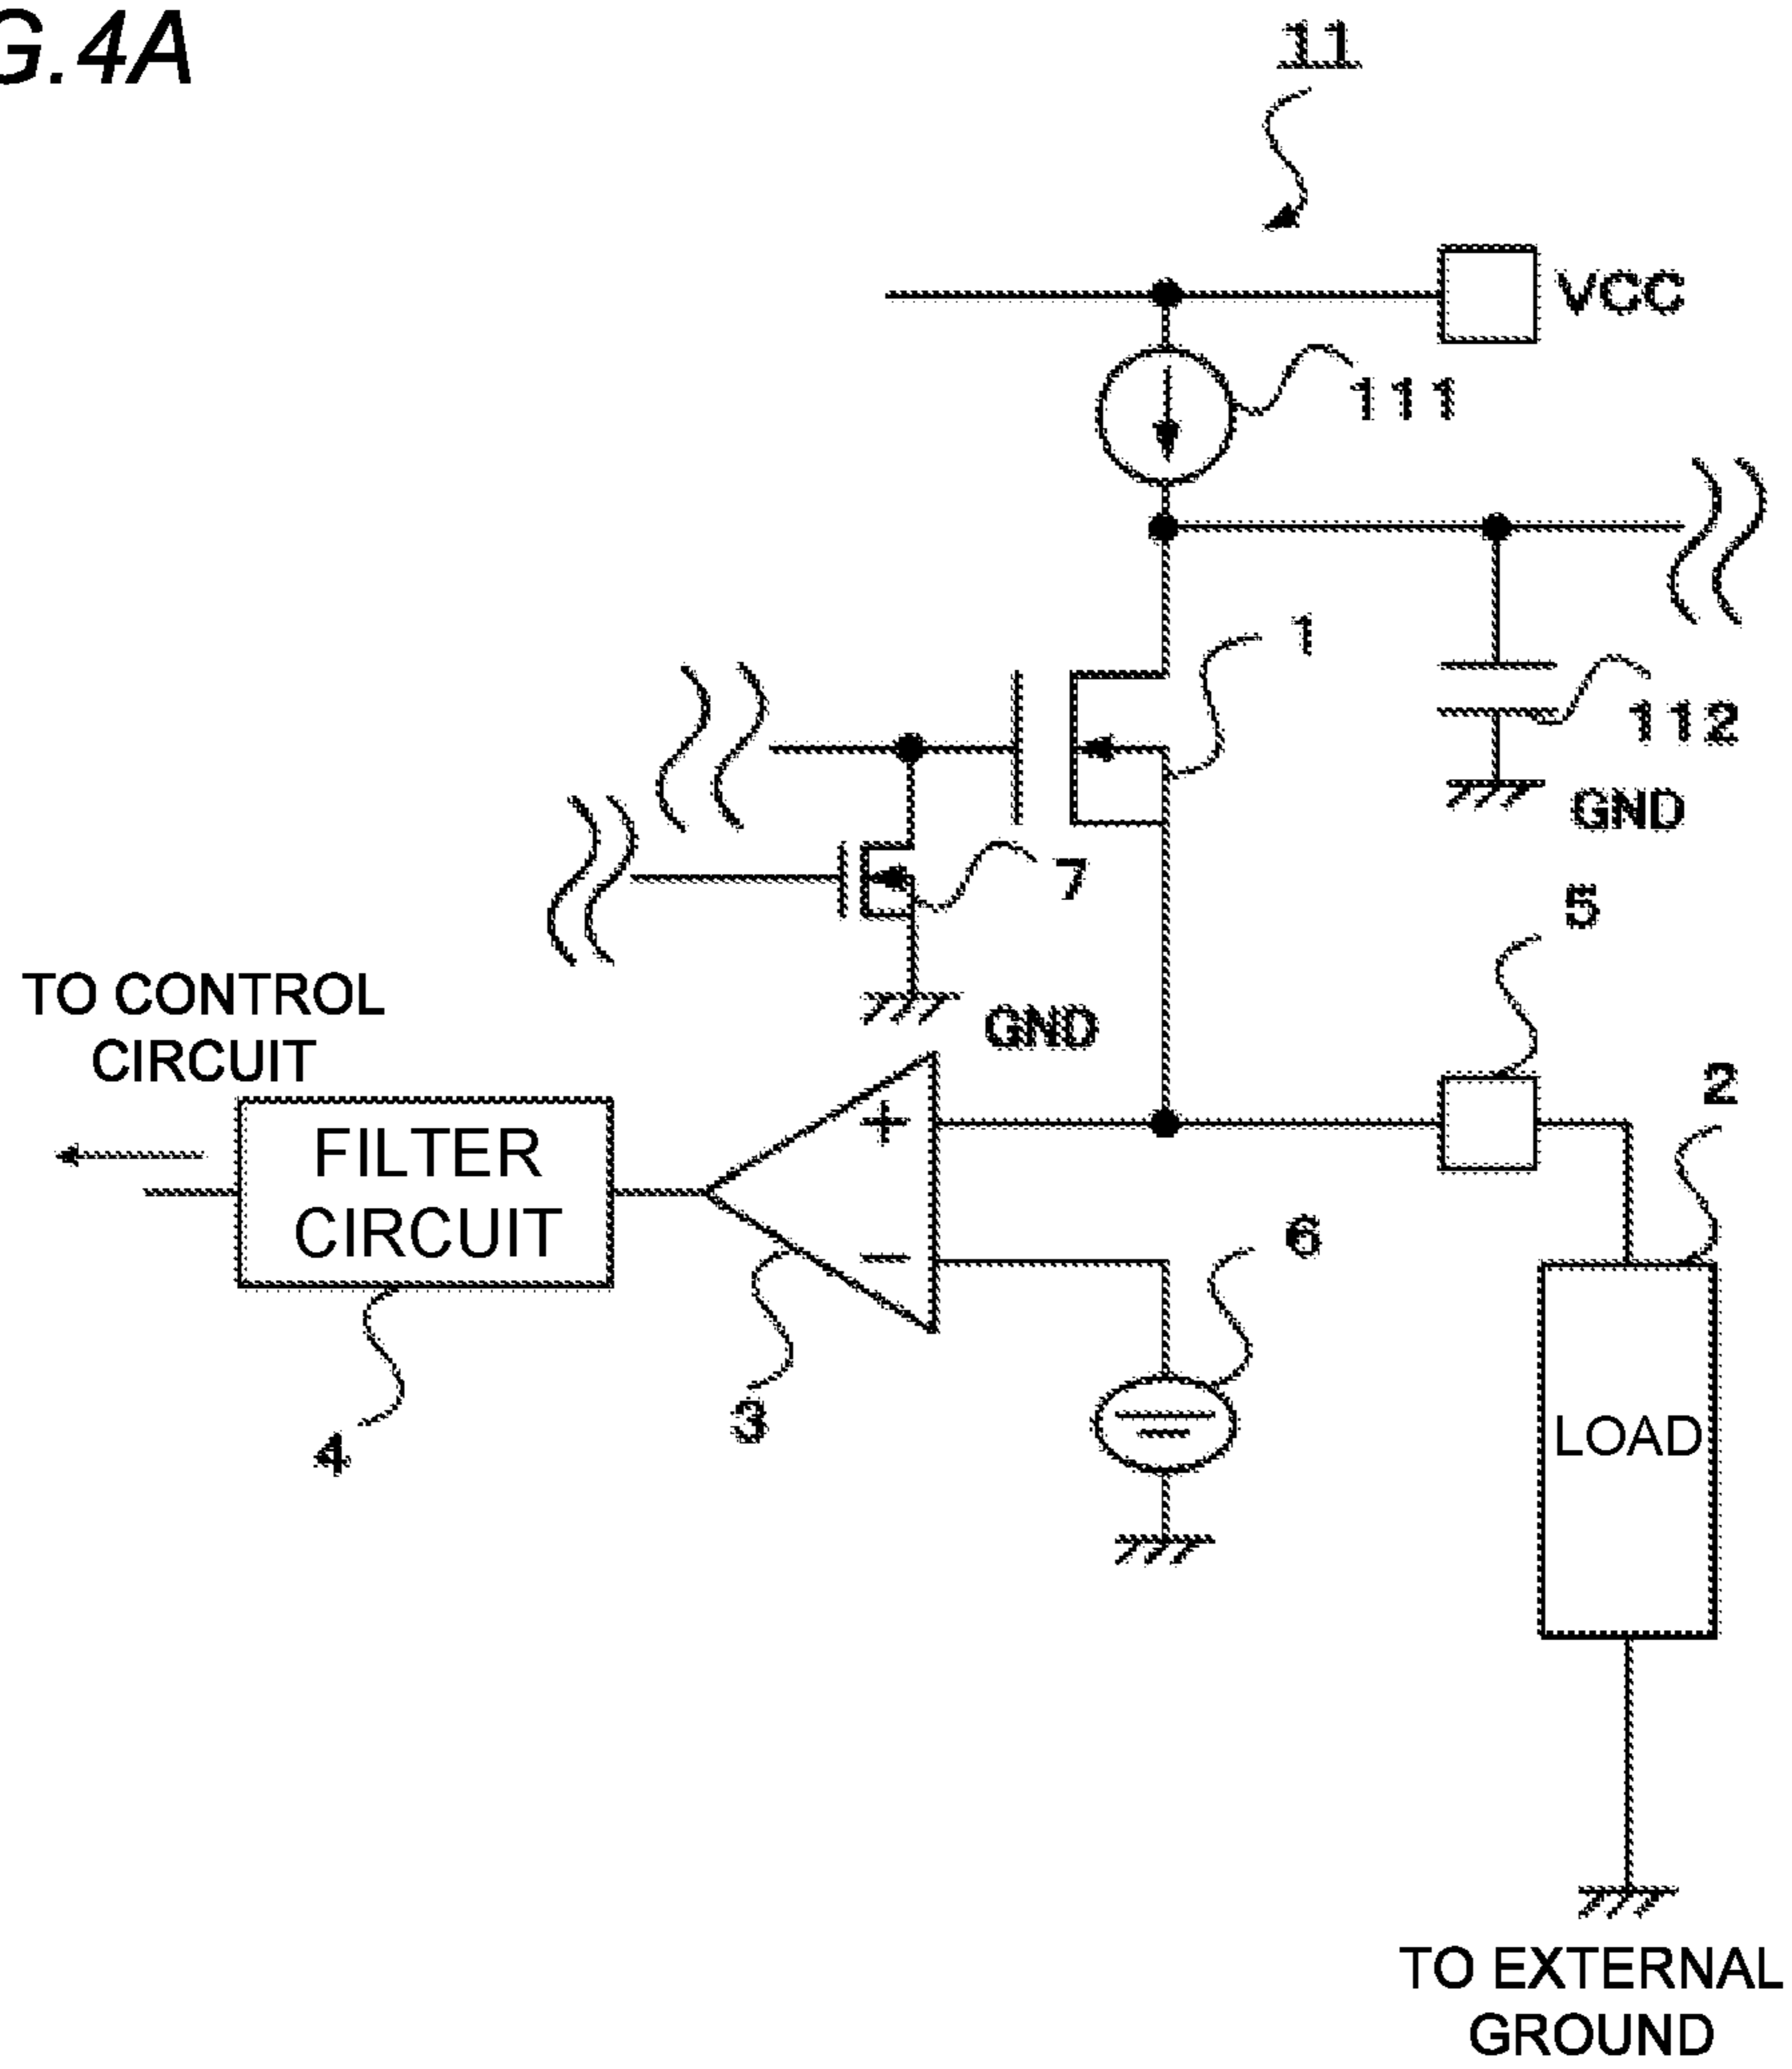 G.4A
11
VCC
111
1
112
GND
7
5
GND
TO CONTROL
CIRCUIT
2
FILTER
CIRCUIT
+
−
6
3
4
LOAD
TO EXTERNAL
GROUND